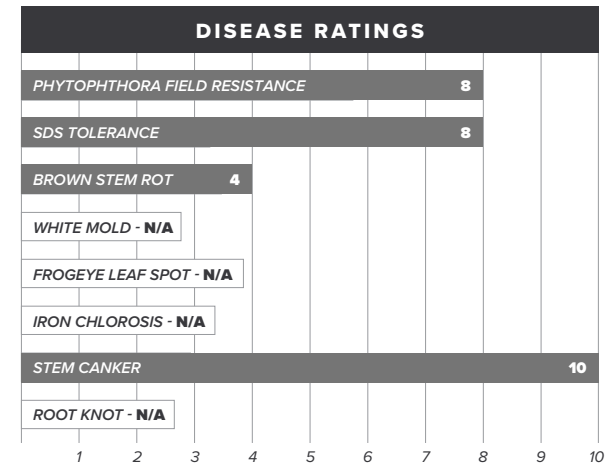 DISEASE RATINGS
PHYTOPHTHORA FIELD RESISTANCE 8
SDS TOLERANCE 8
BROWN STEM ROT 4
WHITE MOLD - N/A
FROGEYE LEAF SPOT - N/A
IRON CHLOROSIS - N/A
STEM CANKER 10
ROOT KNOT - N/A
1 2 3 4 5 6 7 8 9 10